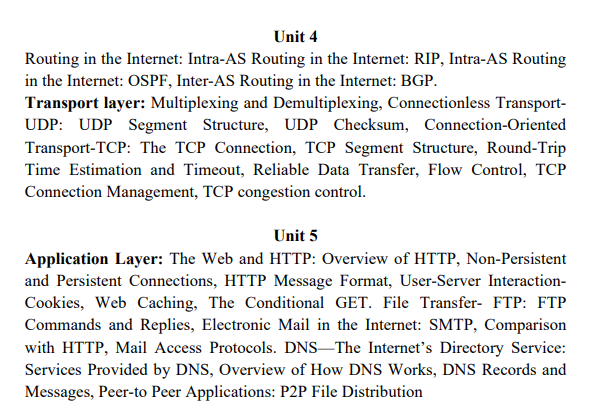 Unit 4
Routing in the Internet: Intra-AS Routing in the Internet: RIP, Intra-AS Routing
in the Internet: OSPF, Inter-AS Routing in the Internet: BGP.
Transport layer: Multiplexing and Demultiplexing, Connectionless Transport-
UDP: UDP Segment Structure, UDP Checksum, Connection-Oriented
Transport-TCP: The TCP Connection, TCP Segment Structure, Round-Trip
Time Estimation and Timeout, Reliable Data Transfer, Flow Control, TCP
Connection Management, TCP congestion control.
Unit 5
Application Layer: The Web and HTTP: Overview of HTTP, Non-Persistent
and Persistent Connections, HTTP Message Format, User-Server Interaction-
Cookies, Web Caching, The Conditional GET. File Transfer- FTP: FTP
Commands and Replies, Electronic Mail in the Internet: SMTP, Comparison
with HTTP, Mail Access Protocols. DNS—The Internet’s Directory Service:
Services Provided by DNS, Overview of How DNS Works, DNS Records and
Messages, Peer-to Peer Applications: P2P File Distribution